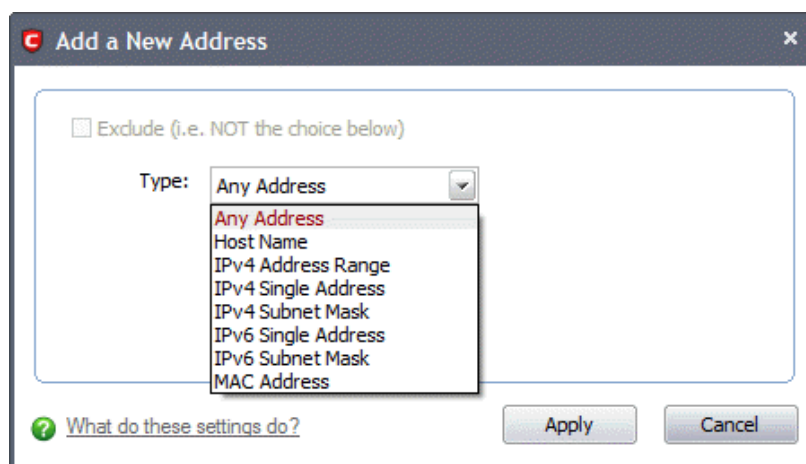 Add a New Address
Exclude (i.e. NOT the choice below)
Type: Any Address
Any Address
Host Name
IPv4 Address Range
IPv4 Single Address
IPv4 Subnet Mask
IPv6 Single Address
IPv6 Subnet Mask
MAC Address
What do these settings do? Apply Cancel